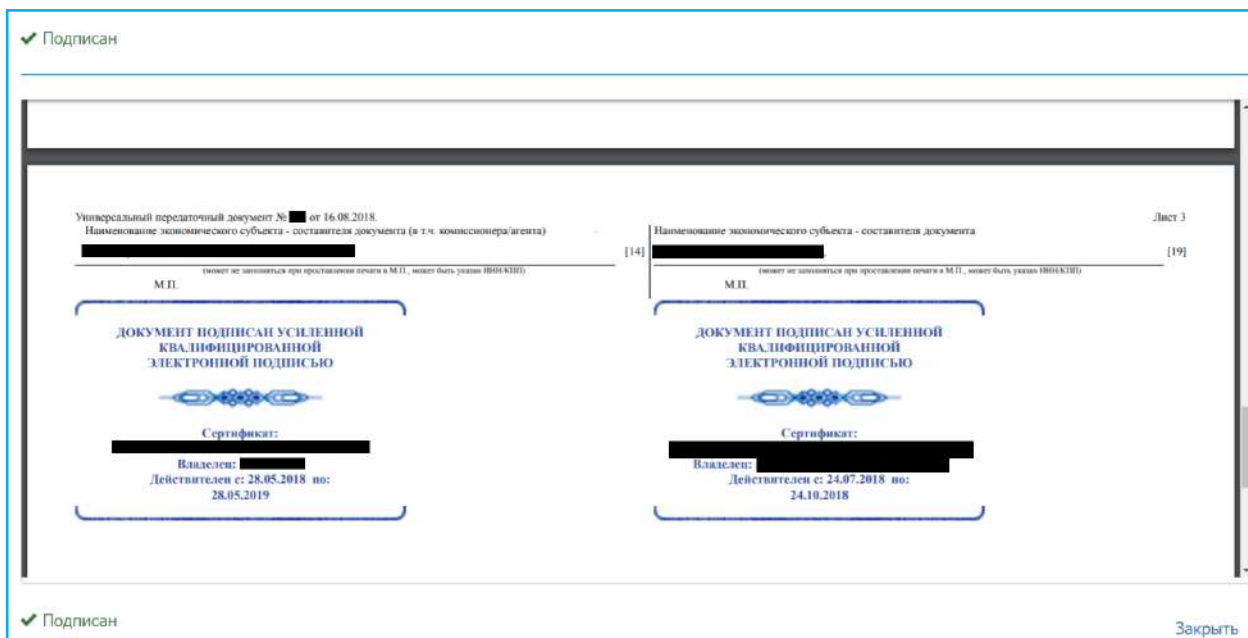 ✔ Подписан
Универсальный передаточный документ № от 16.08.2018.
Лист 3
Наименование экономического субъекта - составителя документа (в т.ч. комиссионера/агента)
[14]
(может не заполняться при проставлении печати в М.П., может быть указан ИНН/КПП)
М.П.
ДОКУМЕНТ ПОДПИСАН УСИЛЕННОЙ
КВАЛИФИЦИРОВАННОЙ
ЭЛЕКТРОННОЙ ПОДПИСЬЮ
Сертификат:
Владелец:
Действителен с: 28.05.2018 по:
28.05.2019
Наименование экономического субъекта - составителя документа
[19]
(может не заполняться при проставлении печати в М.П., может быть указан ИНН/КПП)
М.П.
ДОКУМЕНТ ПОДПИСАН УСИЛЕННОЙ
КВАЛИФИЦИРОВАННОЙ
ЭЛЕКТРОННОЙ ПОДПИСЬЮ
Сертификат:
Владелец:
Действителен с: 24.07.2018 по:
24.10.2018
✔ Подписан
Закрыть